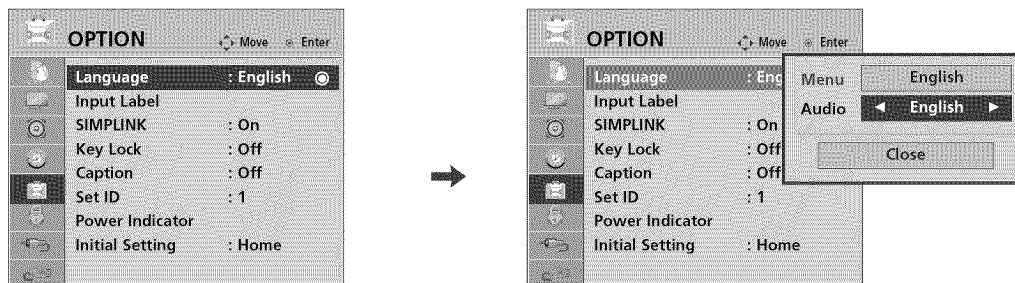 OPTION
Move Enter
Language : English
Input Label
SIMPLINK : On
Key Lock : Off
Caption : Off
Set ID : 1
Power Indicator
Initial Setting : Home
OPTION
Move Enter
Language : Eng
Input Label
SIMPLINK : On
Key Lock : Off
Caption : Off
Set ID : 1
Power Indicator
Initial Setting : Home
Menu English
Audio ◄ English ►
Close